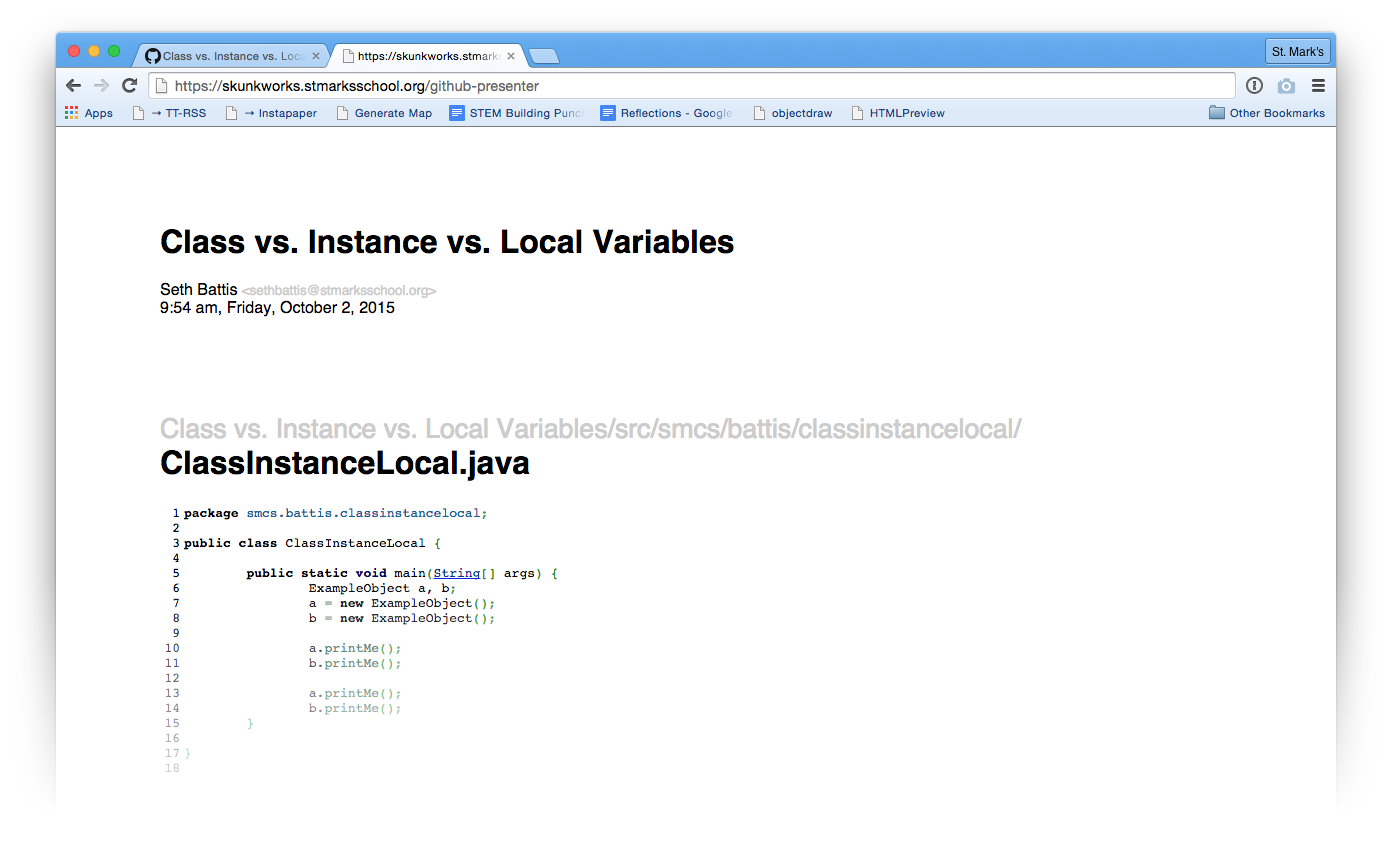 Class vs. Instance vs. Loca
https://skunkworks.stmarks
St. Mark's
https://skunkworks.stmarksschool.org/github-presenter
Apps → TT-RSS → Instapaper Generate Map STEM Building Punc Reflections - Google objectdraw HTMLPreview Other Bookmarks
Class vs. Instance vs. Local Variables
Seth Battis <sethbattis@stmarksschool.org>
9:54 am, Friday, October 2, 2015
Class vs. Instance vs. Local Variables/src/smcs/battis/classinstancelocal/
ClassInstanceLocal.java
1 package smcs.battis.classinstancelocal;
2
3 public class ClassInstanceLocal {
4
5 public static void main(String[] args) {
6 ExampleObject a, b;
7 a = new ExampleObject();
8 b = new ExampleObject();
9
10 a.printMe();
11 b.printMe();
12
13 a.printMe();
14 b.printMe();
15 }
16
17 }
18